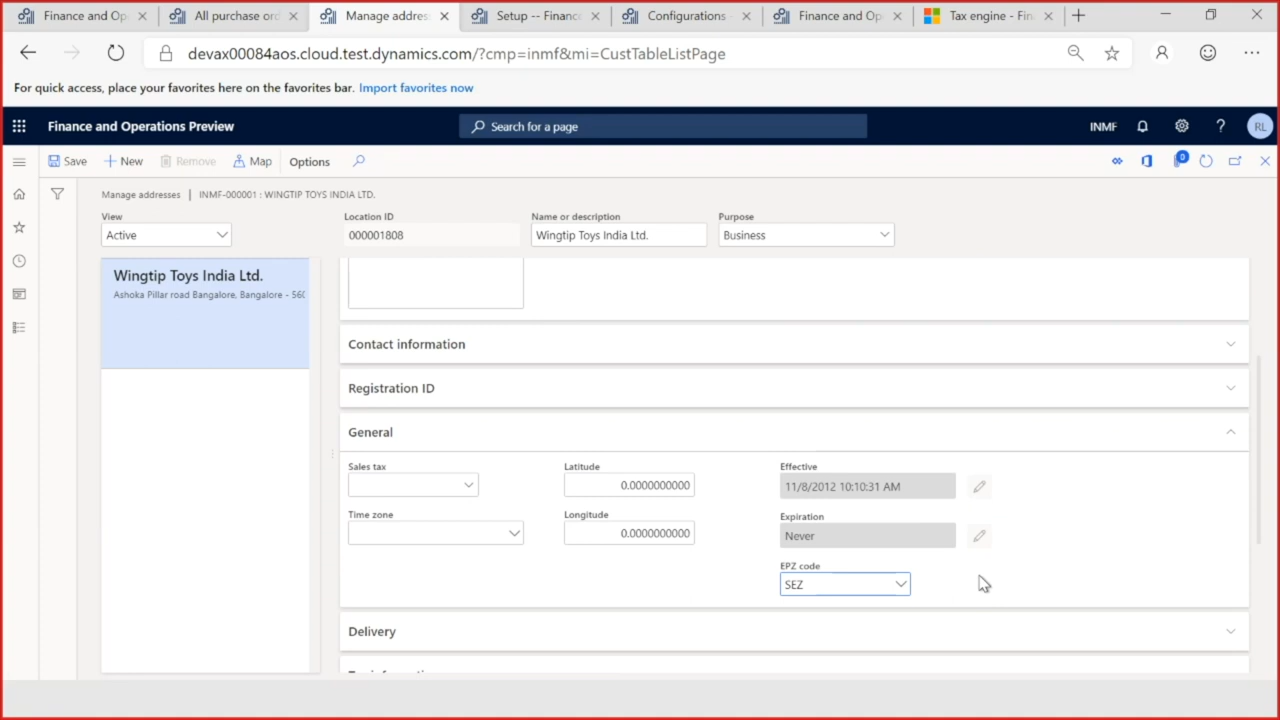 Finance and Op
All purchase ord
Manage addres
Setup -- Financ
Configurations -
Finance and Op
Tax engine - Fin
devax00084aos.cloud.test.dynamics.com/?cmp=inmf&mi=CustTableListPage
For quick access, place your favorites here on the favorites bar. Import favorites now
Finance and Operations Preview
Search for a page
INMF
?
RL
Save
New
Remove
Map
Options
0
Manage addresses | INMF-000001 : WINGTIP TOYS INDIA LTD.
View
Location ID
Name or description
Purpose
Active
000001808
Wingtip Toys India Ltd.
Business
Wingtip Toys India Ltd.
Ashoka Pillar road Bangalore, Bangalore - 560
Contact information
Registration ID
General
Sales tax
Latitude
Effective
0.0000000000
11/8/2012 10:10:31 AM
Time zone
Longitude
Expiration
0.0000000000
Never
EPZ code
SEZ
Delivery